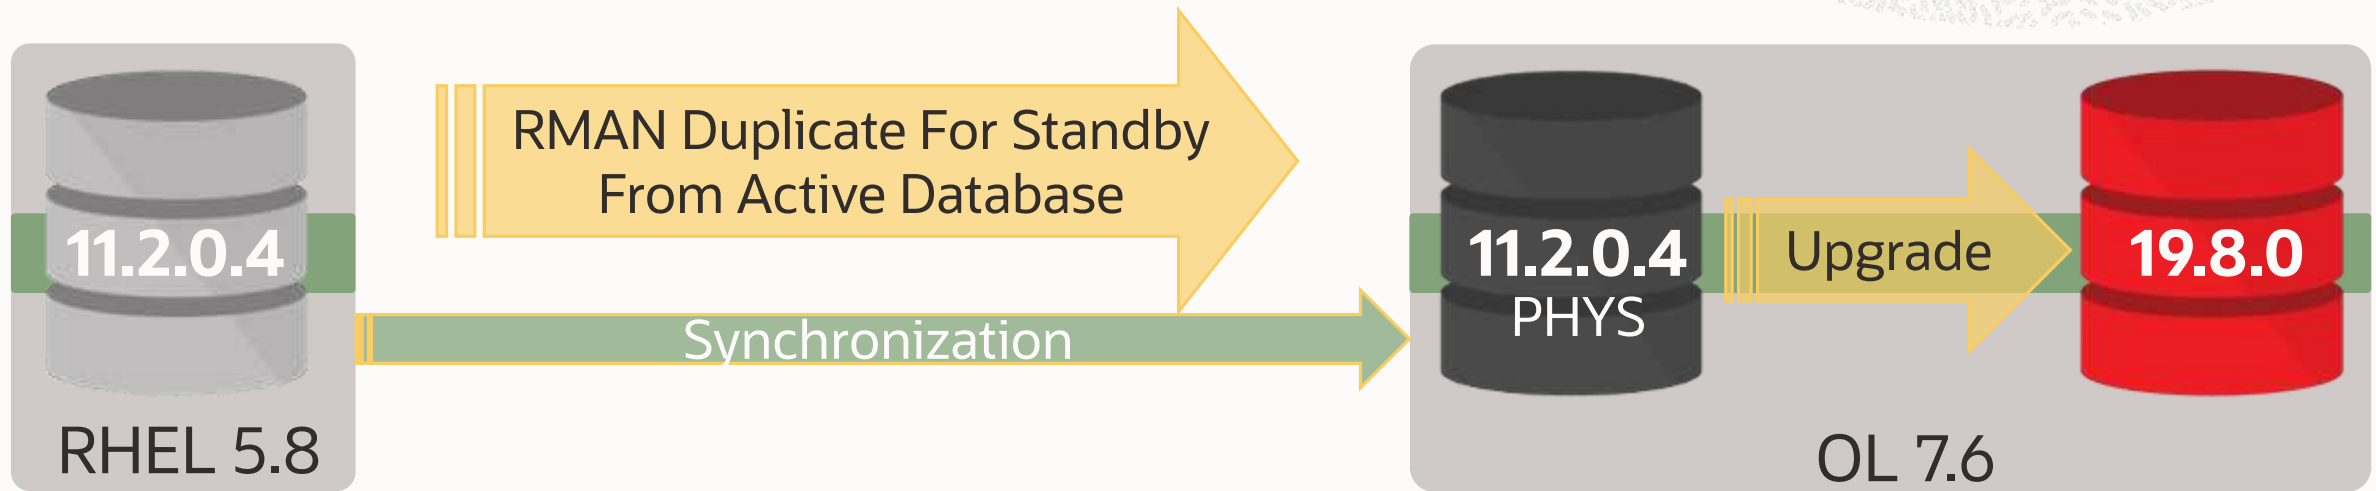 11.2.0.4
RHEL 5.8
RMAN Duplicate For Standby
From Active Database
Synchronization
11.2.0.4
PHYS
Upgrade
19.8.0
OL 7.6